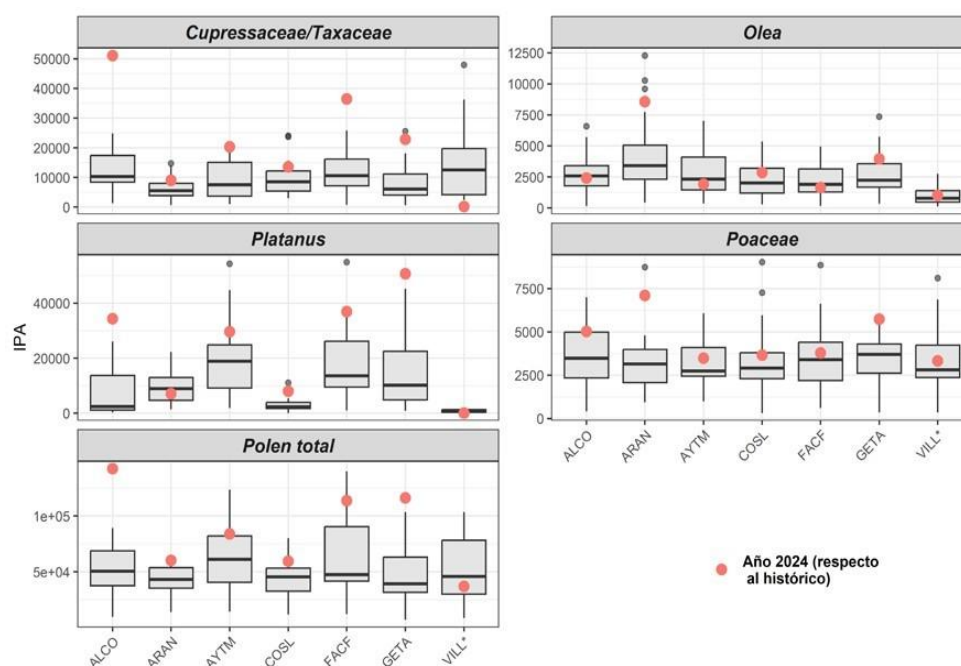 Cupressaceae/Taxaceae
50000
40000
30000
20000
10000
0
Olea
12500
10000
7500
5000
2500
0
Platanus
40000
20000
0
Poaceae
7500
5000
2500
0
ALCO
ARAN
AYTM
COSL
FACF
GETA
VILL*
Polen total
1e+05
5e+04
ALCO
ARAN
AYTM
COSL
FACF
GETA
VILL*
IPA
Año 2024 (respecto
al histórico)